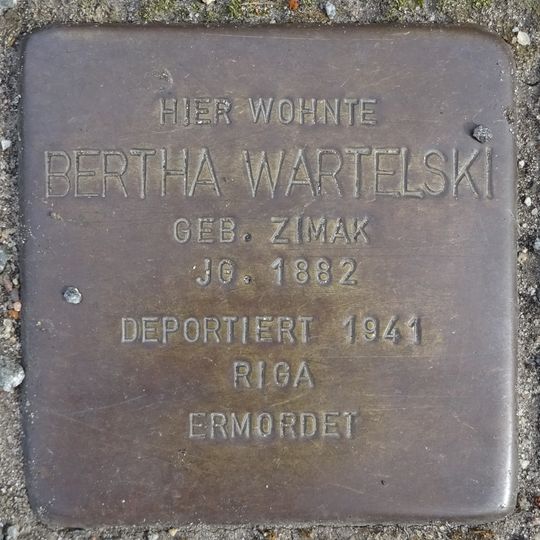 HIER WOHNTE
BERTHA WARTELSKI
GEB. ZIMAK
JG. 1882
DEPORTIERT 1941
RIGA
ERMORDET